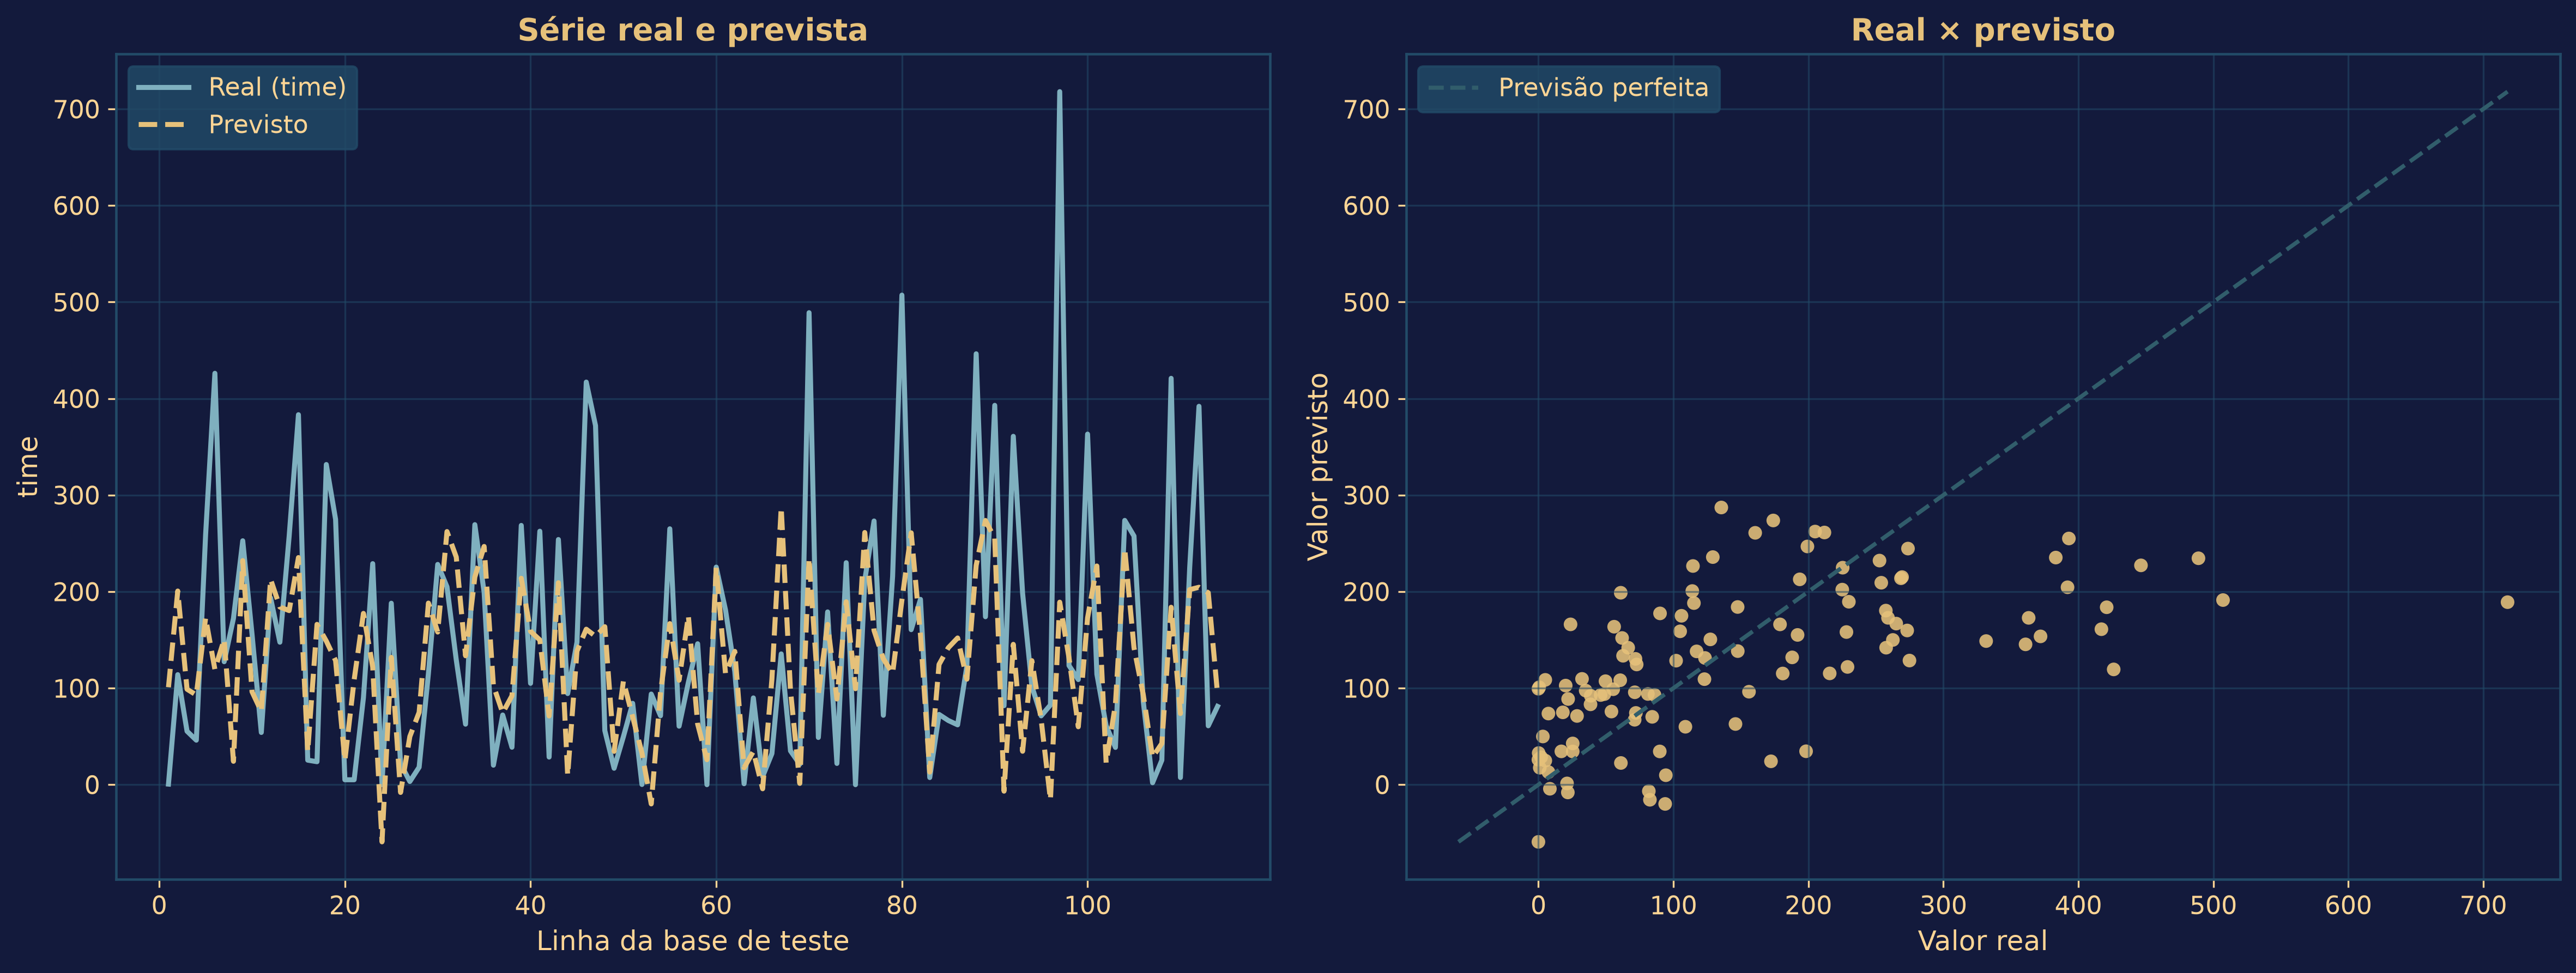 Série real e prevista
Real (time)
Previsto
700
600
500
400
300
200
100
0
time
0 20 40 60 80 100
Linha da base de teste
Real × previsto
Previsão perfeita
700
600
500
400
300
200
100
0
Valor previsto
0 100 200 300 400 500 600 700
Valor real